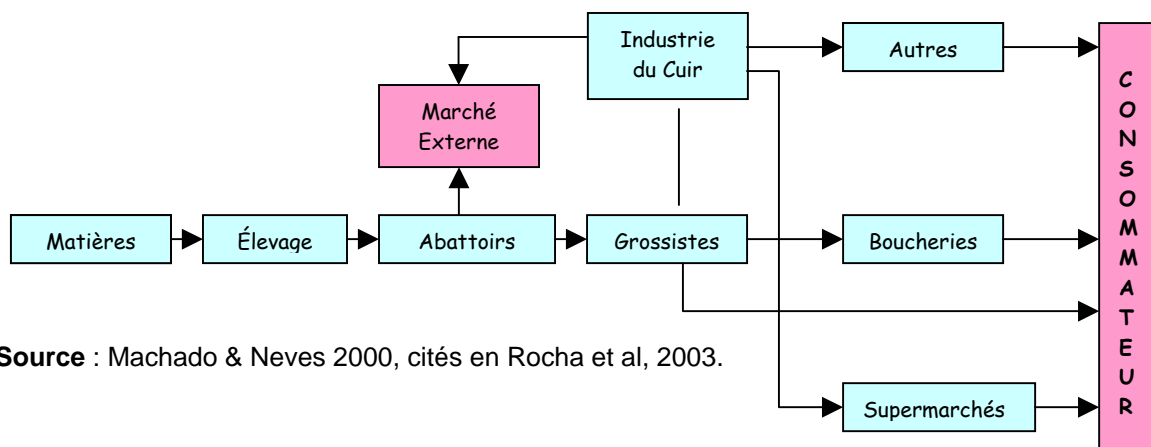 Industrie
du Cuir
Autres
Marché
Externe
Matières
Élevage
Abattoirs
Grossistes
Boucheries
Supermarchés
CONSOMMATEUR
Source : Machado & Neves 2000, cités en Rocha et al, 2003.